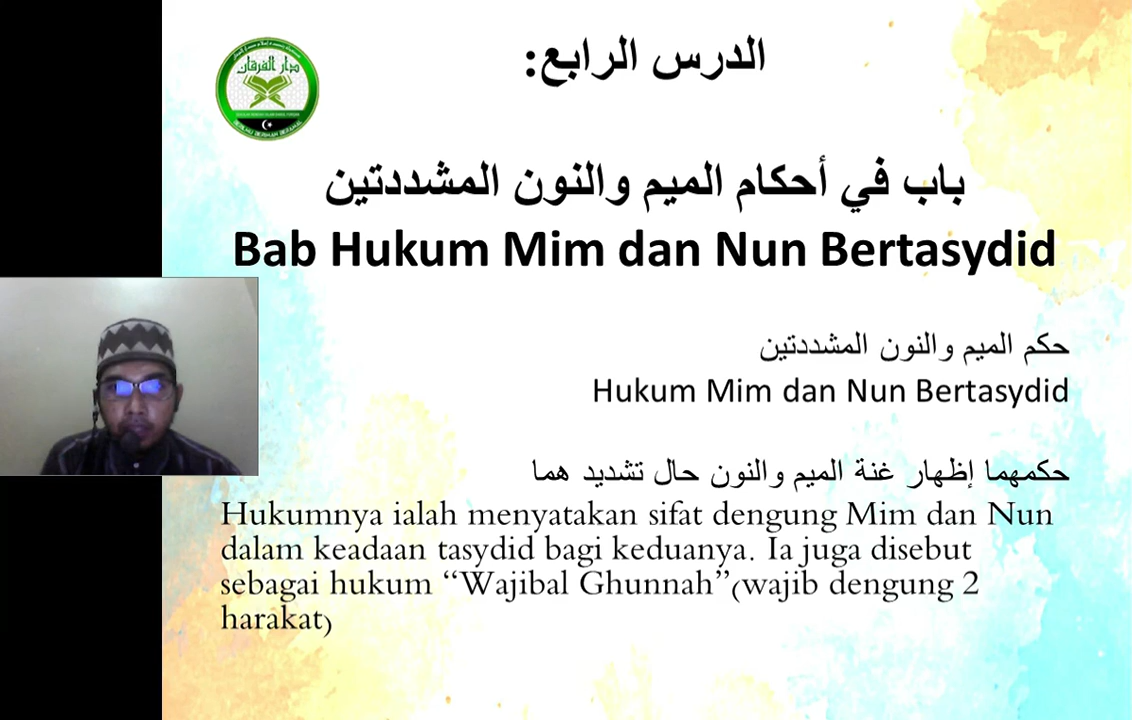 دار الفرقان
الدرس الرابع:
باب في أحكام الميم والنون المشددتين
Bab Hukum Mim dan Nun Bertasydid
حكم الميم والنون المشددتين
Hukum Mim dan Nun Bertasydid
حكمهما إظهار غنة الميم والنون حال تشديد هما
Hukumnya ialah menyatakan sifat dengung Mim dan Nun
dalam keadaan tasydid bagi keduanya. Ia juga disebut
sebagai hukum “Wajibal Ghunnah”(wajib dengung 2
harakat)